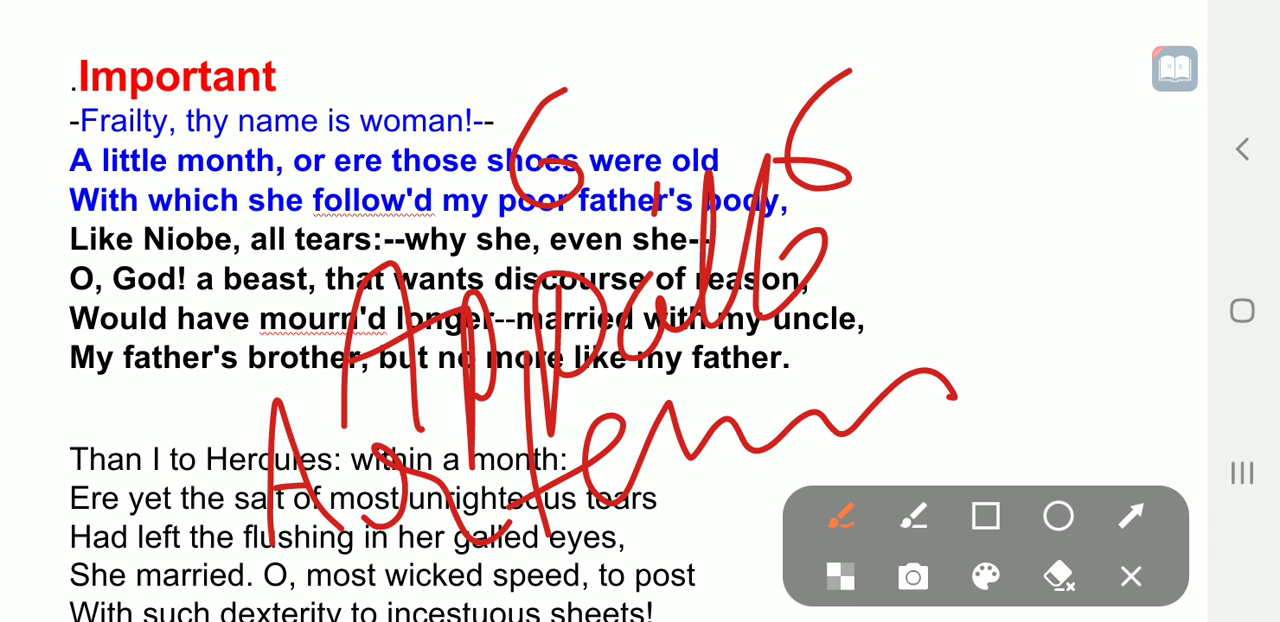 .Important
-Frailty, thy name is woman!--
A little month, or ere those shoes were old
With which she follow'd my poor father's body,
Like Niobe, all tears:--why she, even she--
O, God! a beast, that wants discourse of reason,
Would have mourn'd longer--married with my uncle,
My father's brother, but no more like my father.
Than I to Hercules: within a month:
Ere yet the salt of most unrighteous tears
Had left the flushing in her galled eyes,
She married. O, most wicked speed, to post
With such dexterity to incestuous sheets!